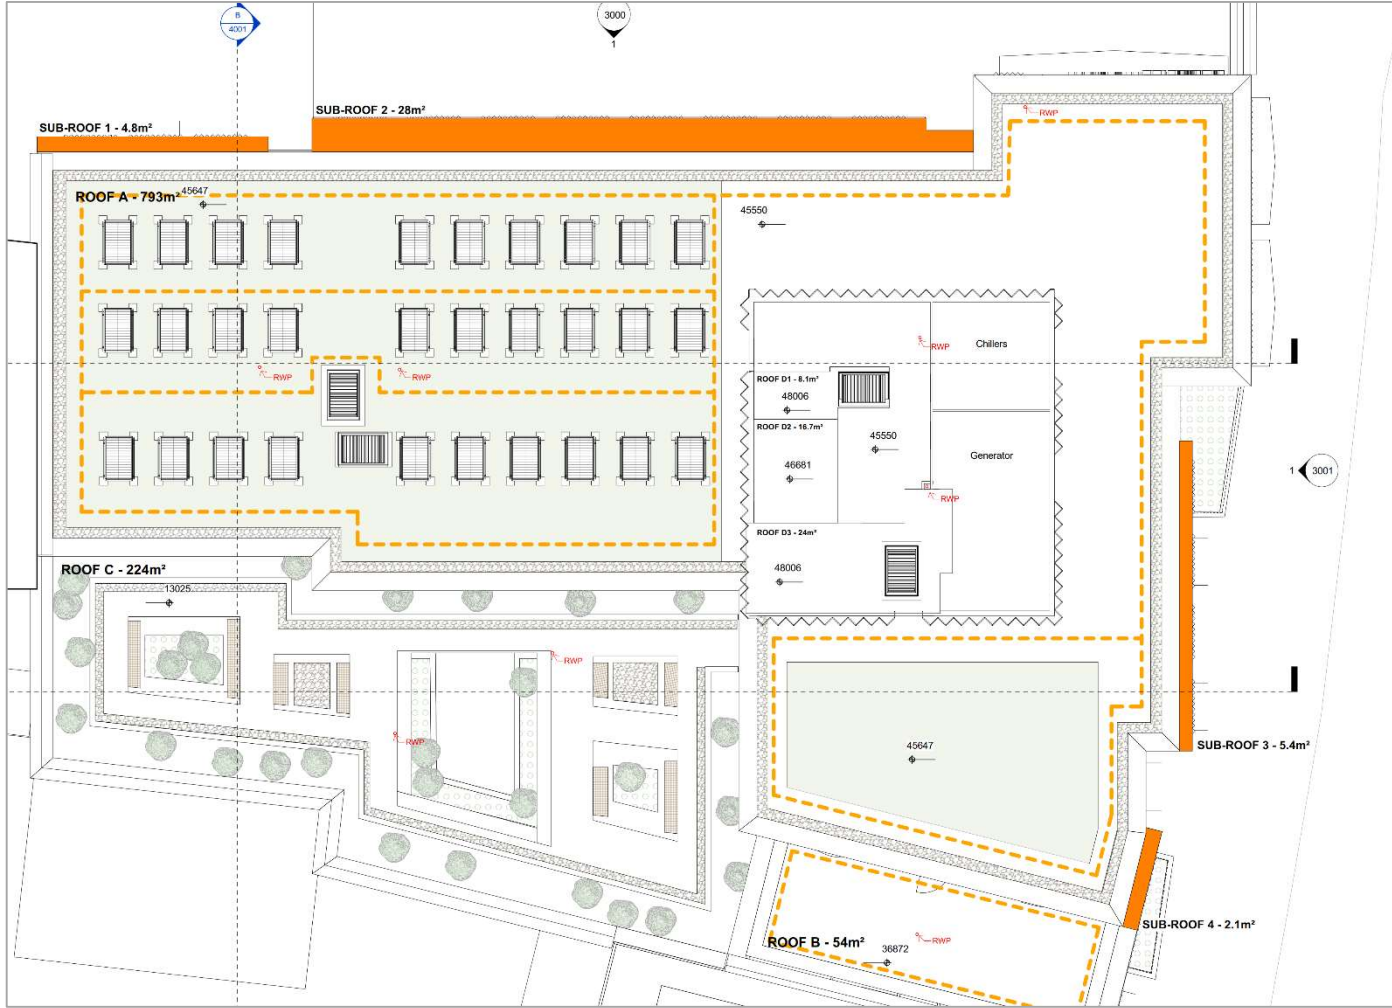 B
4001
3000
1
SUB-ROOF 1 - 4.8m²
SUB-ROOF 2 - 28m²
RWP
ROOF A - 793m²
45647
45550
RWP
Chillers
RWP
RWP
ROOF D1 - 8.1m²
48006
ROOF D2 - 16.7m²
45550
46681
Generator
1
3001
RWP
ROOF D3 - 24m²
48006
ROOF C - 224m²
13025
RWP
RWP
45647
SUB-ROOF 3 - 5.4m²
SUB-ROOF 4 - 2.1m²
ROOF B - 54m²
36872
RWP